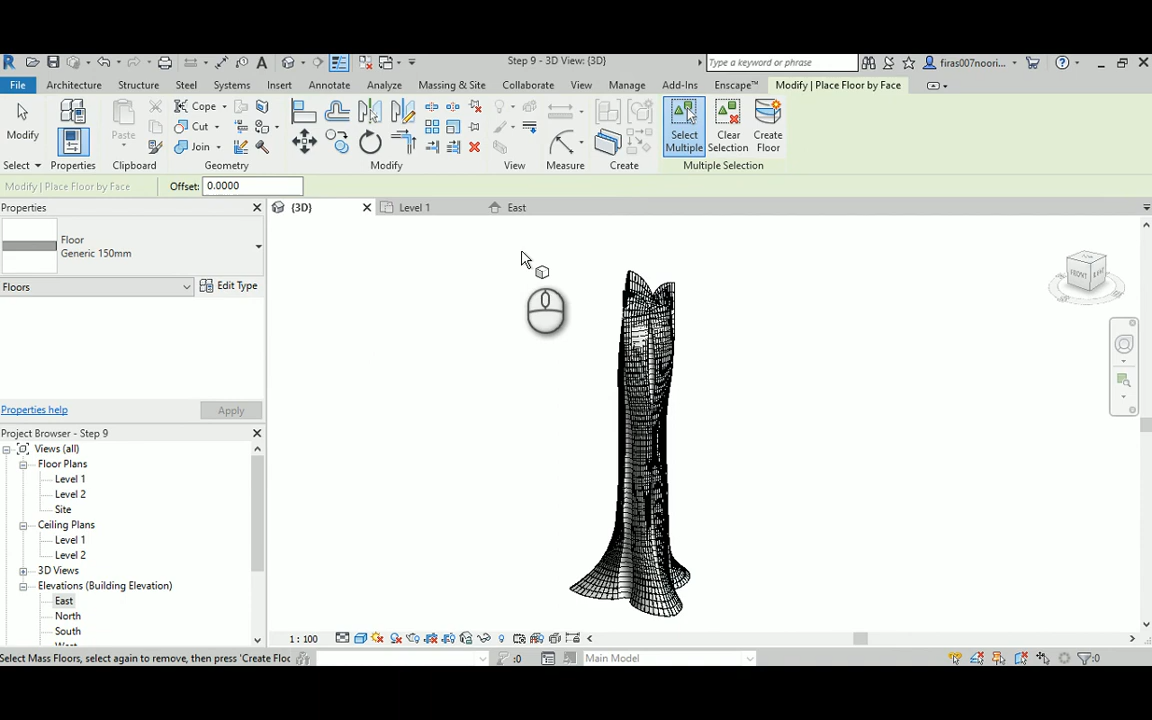 Step 9 - 3D View: {3D}
Type a keyword or phrase
firas007noori...
File
Architecture
Structure
Steel
Systems
Insert
Annotate
Analyze
Massing & Site
Collaborate
View
Manage
Add-Ins
Enscape™
Modify | Place Floor by Face
Modify
Paste
Cope
Cut
Join
Select Multiple
Clear Selection
Create Floor
Select
Properties
Clipboard
Geometry
Modify
View
Measure
Create
Multiple Selection
Modify | Place Floor by Face
Offset: 0.0000
Properties
{3D}
Level 1
East
Floor
Generic 150mm
Floors
Edit Type
Properties help
Apply
Project Browser - Step 9
Views (all)
Floor Plans
Level 1
Level 2
Site
Ceiling Plans
Level 1
Level 2
3D Views
Elevations (Building Elevation)
East
North
South
FRONT
1 : 100
Select Mass Floors, select again to remove, then press 'Create Floo
:0
Main Model
:0